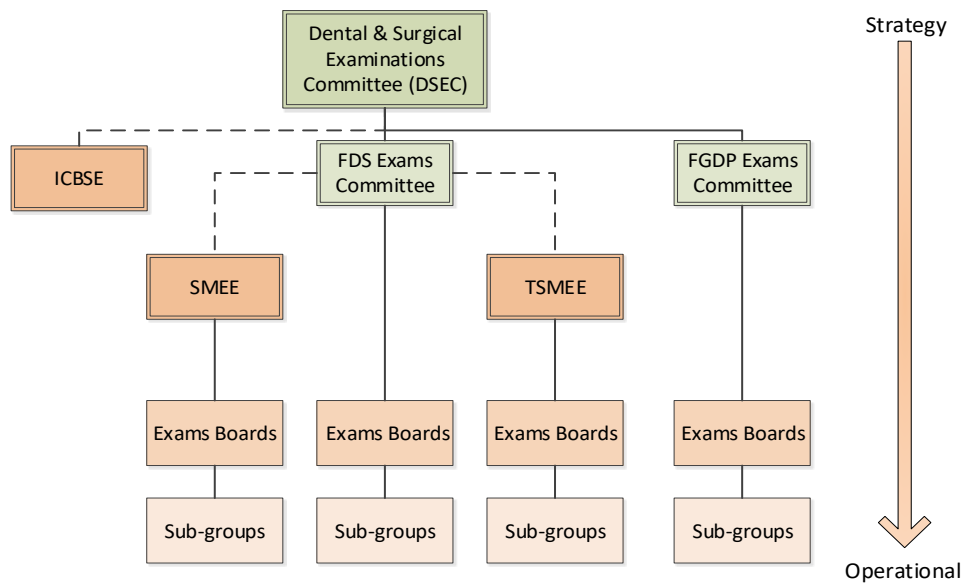 Dental & Surgical
Examinations
Committee (DSEC)
Strategy
ICBSE
FDS Exams
Committee
FGDP Exams
Committee
SMEE
TSMEE
Exams Boards
Exams Boards
Exams Boards
Exams Boards
Sub-groups
Sub-groups
Sub-groups
Sub-groups
Operational